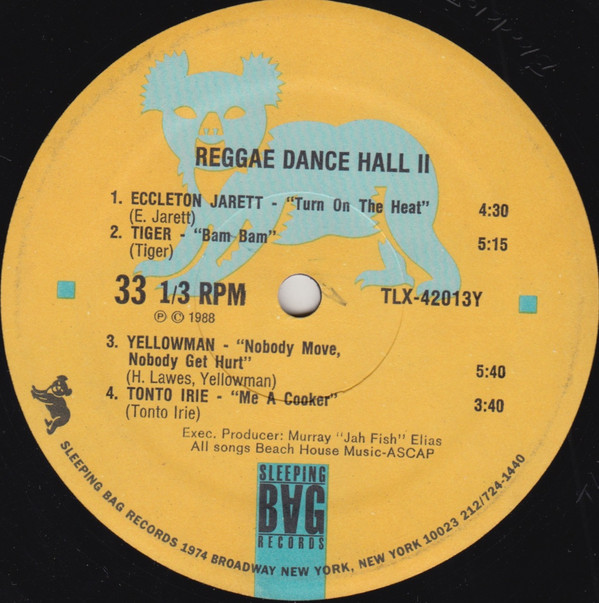 REGGAE DANCE HALL II
1. ECCLETON JARETT - "Turn On The Heat" 4:30
(E. Jarett)
2. TIGER - "Bam Bam" 5:15
(Tiger)
33 1/3 RPM TLX-42013Y
Ⓟ © 1988
3. YELLOWMAN - "Nobody Move,
Nobody Get Hurt" 5:40
(H. Lawes, Yellowman)
4. TONTO IRIE - "Me A Cooker" 3:40
(Tonto Irie)
Exec. Producer: Murray "Jah Fish" Elias
All songs Beach House Music-ASCAP
SLEEPING
BAG
RECORDS
SLEEPING BAG RECORDS 1974 BROADWAY NEW YORK, NEW YORK 10023 212/724-1440